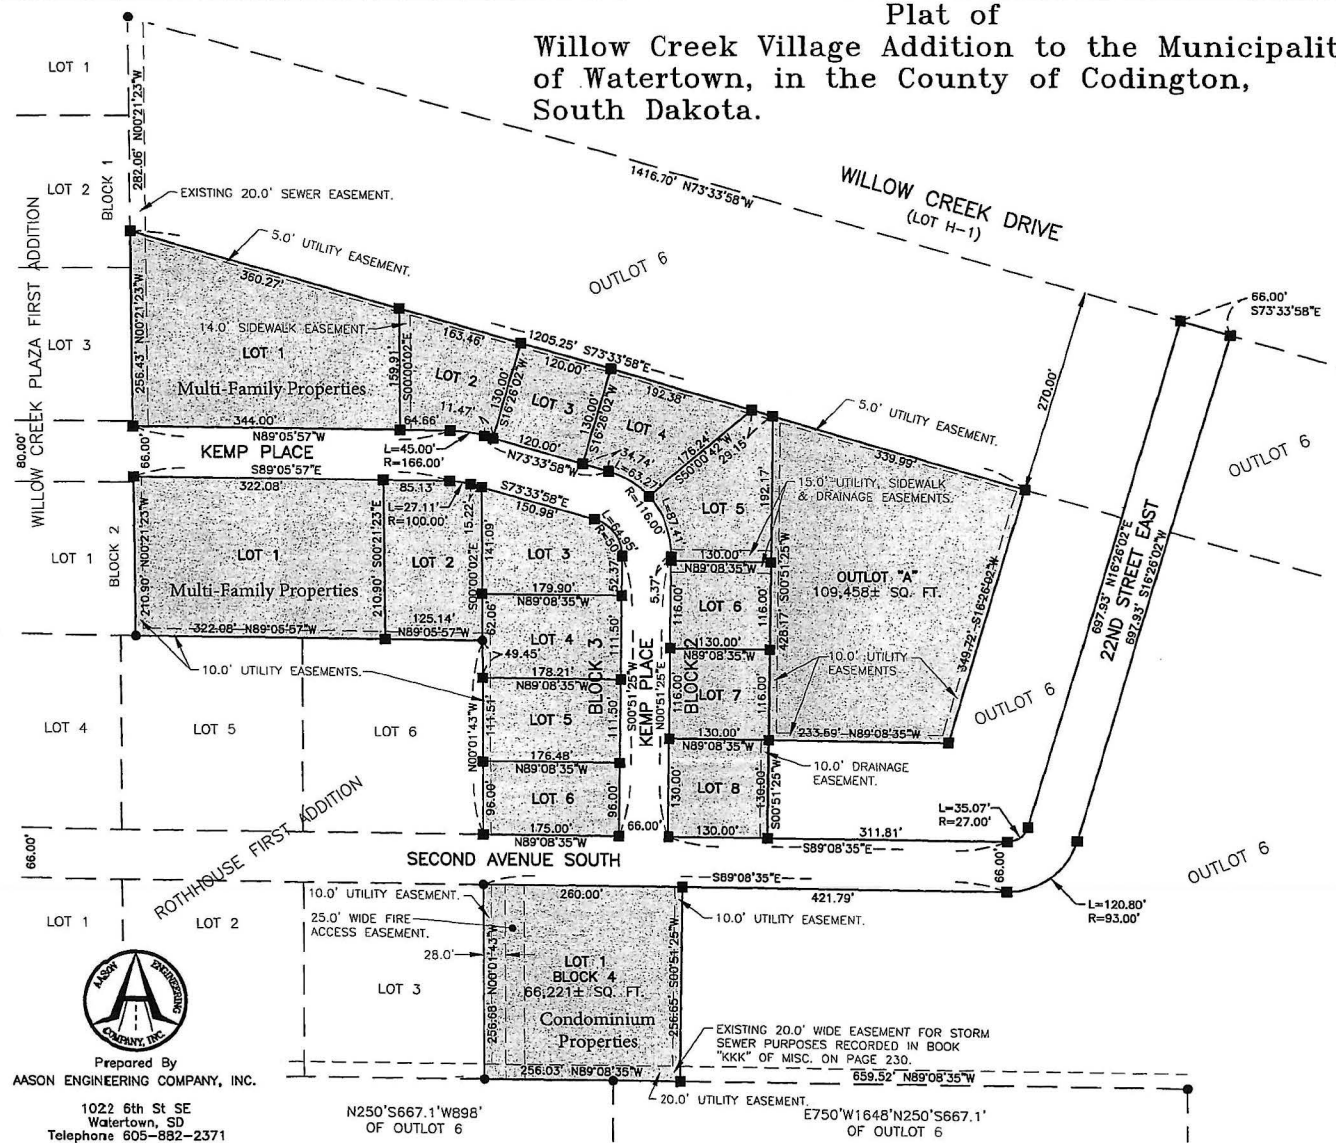 Plat of
Willow Creek Village Addition to the Municipalit
of Watertown, in the County of Codington,
South Dakota.
LOT 1
282.06' N00°21'23"W
BLOCK 1
LOT 2
EXISTING 20.0' SEWER EASEMENT.
1416.70' N73°33'58"W
WILLOW CREEK DRIVE
(LOT H-1)
WILLOW CREEK PLAZA FIRST ADDITION
5.0' UTILITY EASEMENT.
360.27'
OUTLOT 6
66.00'
S73°33'58"E
LOT 3
256.43' N00°21'23"W
14.0' SIDEWALK EASEMENT
LOT 1
Multi-Family Properties
344.00'
N89°05'57"W
159.91'
S00°00'02"E
163.46'
1205.25' S73°33'58"E
LOT 2
64.66'
11.47'
130.00'
S16°26'02"W
120.00'
LOT 3
120.00'
N73°33'58"W
130.00'
S16°26'02"W
192.38'
LOT 4
34.74'
L=63.27'
R=116.00'
L=87.41'
176.24'
S50°00'42"W
29.15'
192.17'
5.0' UTILITY EASEMENT.
339.99'
270.00'
OUTLOT 6
80.00'
66.00'
KEMP PLACE
L=45.00'
R=166.00'
S89°05'57"E
322.08'
85.13'
L=27.11'
R=100.00'
15.22'
S73°33'58"E
150.98'
L=64.95'
R=50'
15.0' UTILITY, SIDEWALK
& DRAINAGE EASEMENTS.
LOT 5
130.00'
N89°08'35"W
LOT 1
BLOCK 2
210.90' N00°21'23"W
LOT 1
Multi-Family Properties
322.08' N89°05'57"W
210.90' S00°21'23"E
LOT 2
125.14'
N89°05'57"W
141.09'
S00°00'02"E
LOT 3
52.37'
179.90'
N89°08'35"W
5.37'
116.00'
LOT 6
116.00'
S00°51'25"W
428.17'
OUTLOT "A"
109,458± SQ. FT.
349.72' S16°26'02"W
697.93' N16°26'02"E
22ND STREET EAST
697.93' S16°26'02"W
62.06'
49.45'
LOT 4
111.50'
178.21'
N89°08'35"W
BLOCK 3
S00°51'25"W
KEMP PLACE
N00°51'25"E
130.00'
N89°08'35"W
BLOCK 2
116.00'
LOT 7
116.00'
10.0' UTILITY
EASEMENTS
OUTLOT 6
10.0' UTILITY EASEMENTS.
LOT 4
LOT 5
LOT 6
N00°01'43"W
111.51'
LOT 5
111.50'
176.48'
N89°08'35"W
130.00'
N89°08'35"W
233.59' N89°08'35"W
96.00'
LOT 6
96.00'
130.00'
LOT 8
130.00'
S00°51'25"W
10.0' DRAINAGE
EASEMENT.
L=35.07'
R=27.00'
175.00'
N89°08'35"W
66.00'
130.00'
311.81'
S89°08'35"E
66.00'
ROTHHOUSE FIRST ADDITION
66.00'
SECOND AVENUE SOUTH
OUTLOT 6
S89°08'35"E
421.79'
L=120.80'
R=93.00'
LOT 1
LOT 2
10.0' UTILITY EASEMENT.
260.00'
10.0' UTILITY EASEMENT.
25.0' WIDE FIRE
ACCESS EASEMENT.
28.0'
LOT 3
256.68' N00°01'43"W
LOT 1
BLOCK 4
66,221± SQ. FT.
Condominium
Properties
256.65' S00°51'25"W
256.03' N89°08'35"W
EXISTING 20.0' WIDE EASEMENT FOR STORM
SEWER PURPOSES RECORDED IN BOOK
"KKK" OF MISC. ON PAGE 230.
659.52' N89°08'35"W
20.0' UTILITY EASEMENT.
AASON ENGINEERING
COMPANY, INC.
Prepared By
AASON ENGINEERING COMPANY, INC.
1022 6th St SE
Watertown, SD
Telephone 605-882-2371
N250'S667.1'W898'
OF OUTLOT 6
E750'W1648'N250'S667.1'
OF OUTLOT 6